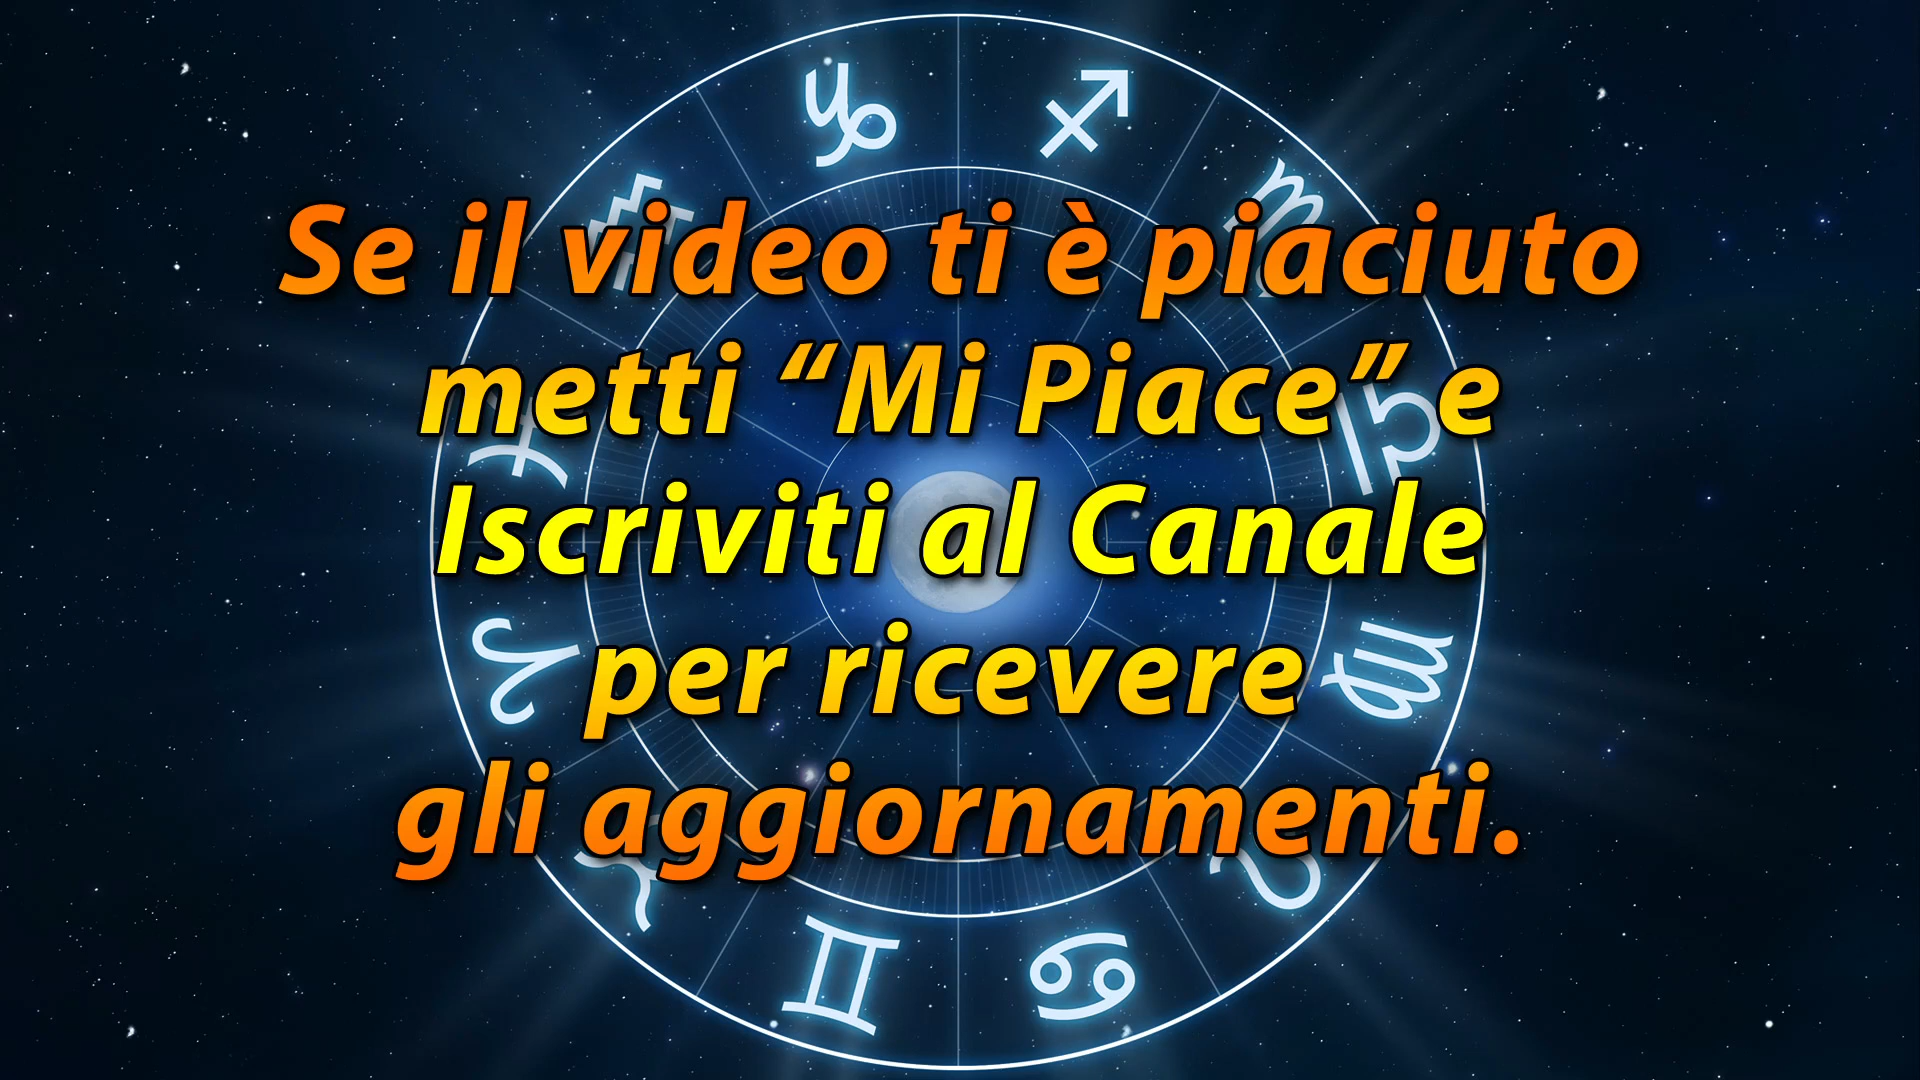 Se il video ti è piaciuto
metti “Mi Piace” e
Iscriviti al Canale
per ricevere
gli aggiornamenti.